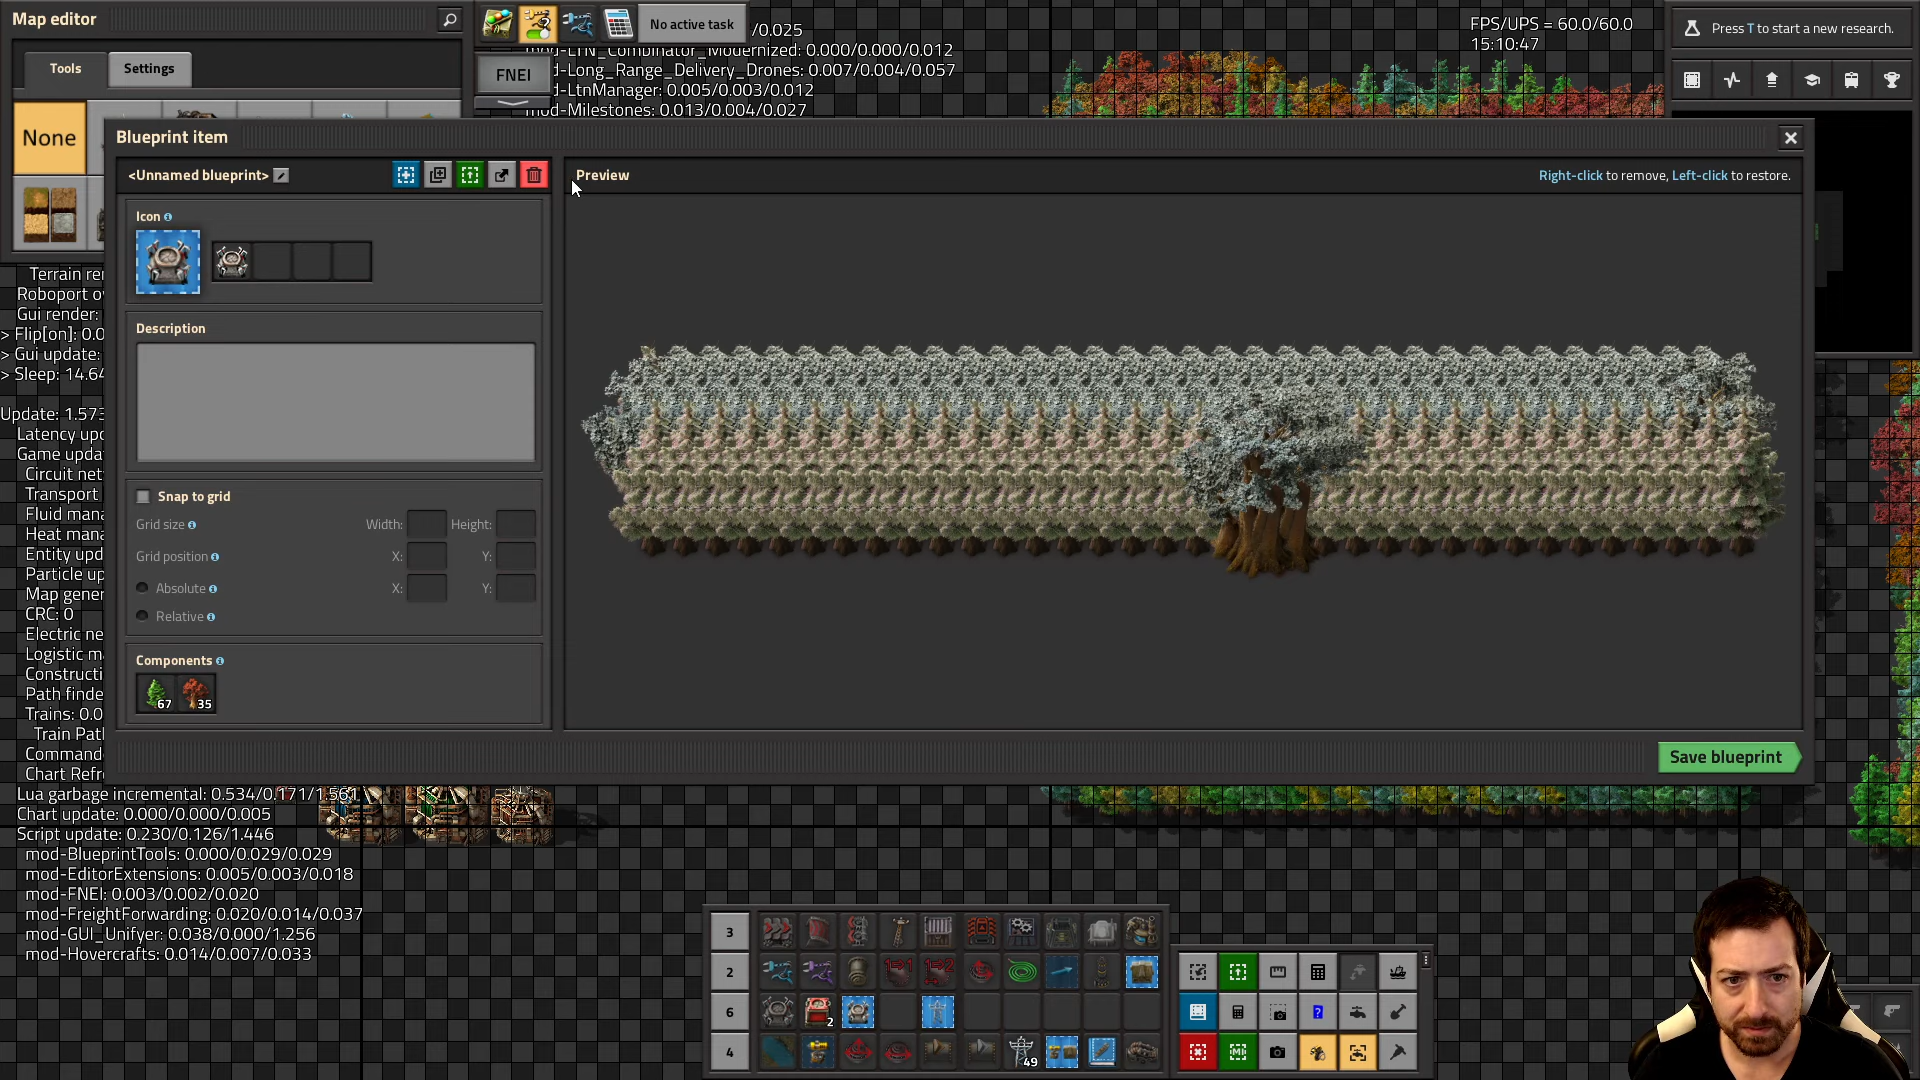 Map editor
Tools
Settings
None
No active task
/0.025
mod-LTN_Combinator_Modernized: 0.000/0.000/0.012
d-Long_Range_Delivery_Drones: 0.007/0.004/0.057
d-LtnManager: 0.005/0.003/0.012
mod-Milestones: 0.013/0.004/0.027
FNEI
FPS/UPS = 60.0/60.0
15:10:47
Press T to start a new research.
Blueprint item
<Unnamed blueprint>
Preview
Right-click to remove, Left-click to restore.
Icon
Description
Snap to grid
Grid size
Width:
Height:
Grid position
X:
Y:
Absolute
X:
Y:
Relative
Components
67
35
Save blueprint
Terrain rer
Roboport o
Gui render:
> Flip[on]: 0.0
> Gui update:
> Sleep: 14.64
Update: 1.573
Latency upd
Game upda
Circuit net
Transport
Fluid mana
Heat mana
Entity upd
Particle up
Map gener
CRC: 0
Electric ne
Logistic m
Constructi
Path finde
Trains: 0.0
Train Patl
Command
Chart Refr
Lua garbage incremental: 0.534/0.171/1.561
Chart update: 0.000/0.000/0.005
Script update: 0.230/0.126/1.446
mod-BlueprintTools: 0.000/0.029/0.029
mod-EditorExtensions: 0.005/0.003/0.018
mod-FNEI: 0.003/0.002/0.020
mod-FreightForwarding: 0.020/0.014/0.037
mod-GUI_Unifyer: 0.038/0.000/1.256
mod-Hovercrafts: 0.014/0.007/0.033
3
2
6
2
4
49